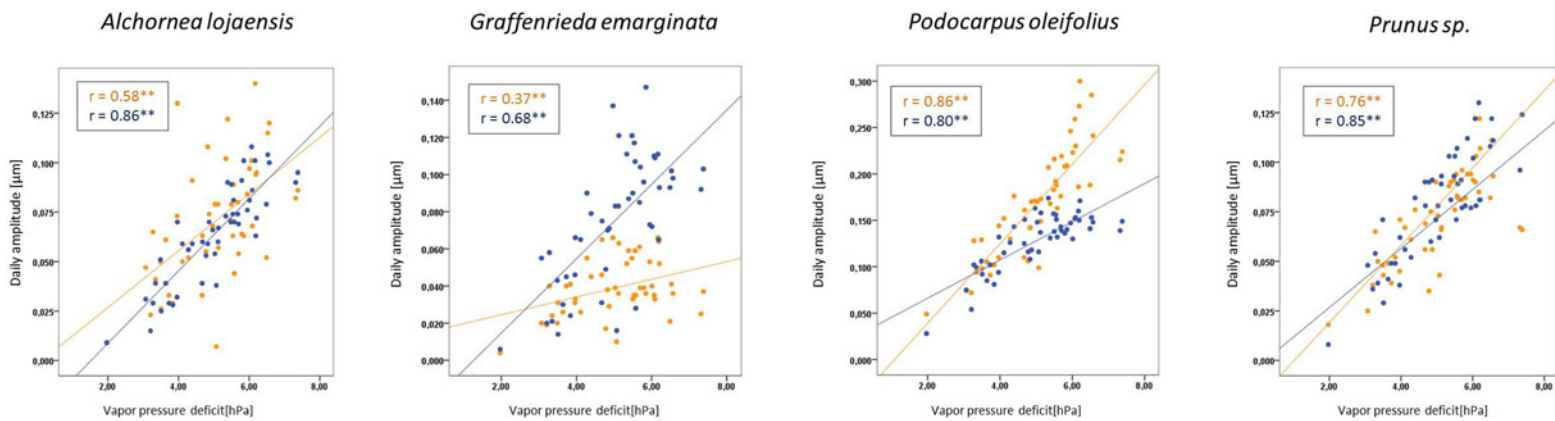 Alchornea lojaensis
r = 0.58**
r = 0.86**
Daily amplitude [µm]
0,125
0,100
0,075
0,050
0,025
0,000
2,00 4,00 6,00 8,00
Vapor pressure deficit[hPa]
Graffenrieda emarginata
r = 0.37**
r = 0.68**
Daily amplitude [µm]
0,140
0,120
0,100
0,080
0,060
0,040
0,020
0,000
2,00 4,00 6,00 8,00
Vapor pressure deficit[hPa]
Podocarpus oleifolius
r = 0.86**
r = 0.80**
Daily amplitude [µm]
0,300
0,250
0,200
0,150
0,100
0,050
0,000
2,00 4,00 6,00 8,00
Vapor pressure deficit[hPa]
Prunus sp.
r = 0.76**
r = 0.85**
Daily amplitude [µm]
0,125
0,100
0,075
0,050
0,025
0,000
2,00 4,00 6,00 8,00
Vapor pressure deficit[hPa]